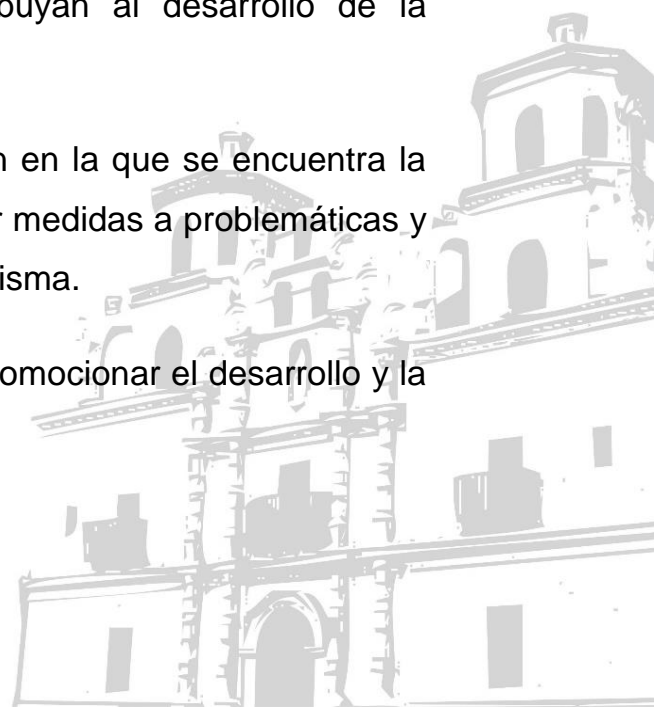 buyan al desarrollo de la
n en la que se encuentra la
r medidas a problemáticas y
isma.
omocionar el desarrollo y la